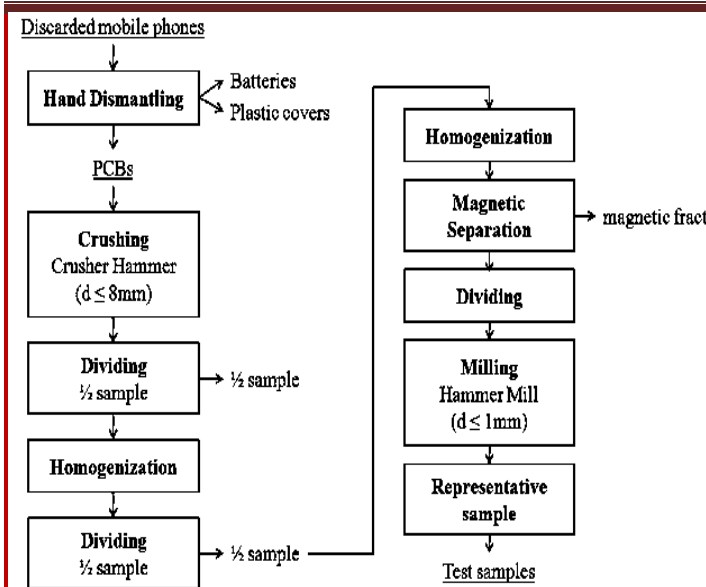 Discarded mobile phones
Hand Dismantling
Batteries
Plastic covers
PCBs
Crushing
Crusher Hammer
(d ≤ 8mm)
Dividing
½ sample
½ sample
Homogenization
Dividing
½ sample
½ sample
Homogenization
Magnetic
Separation
magnetic fract
Dividing
Milling
Hammer Mill
(d ≤ 1mm)
Representative
sample
Test samples